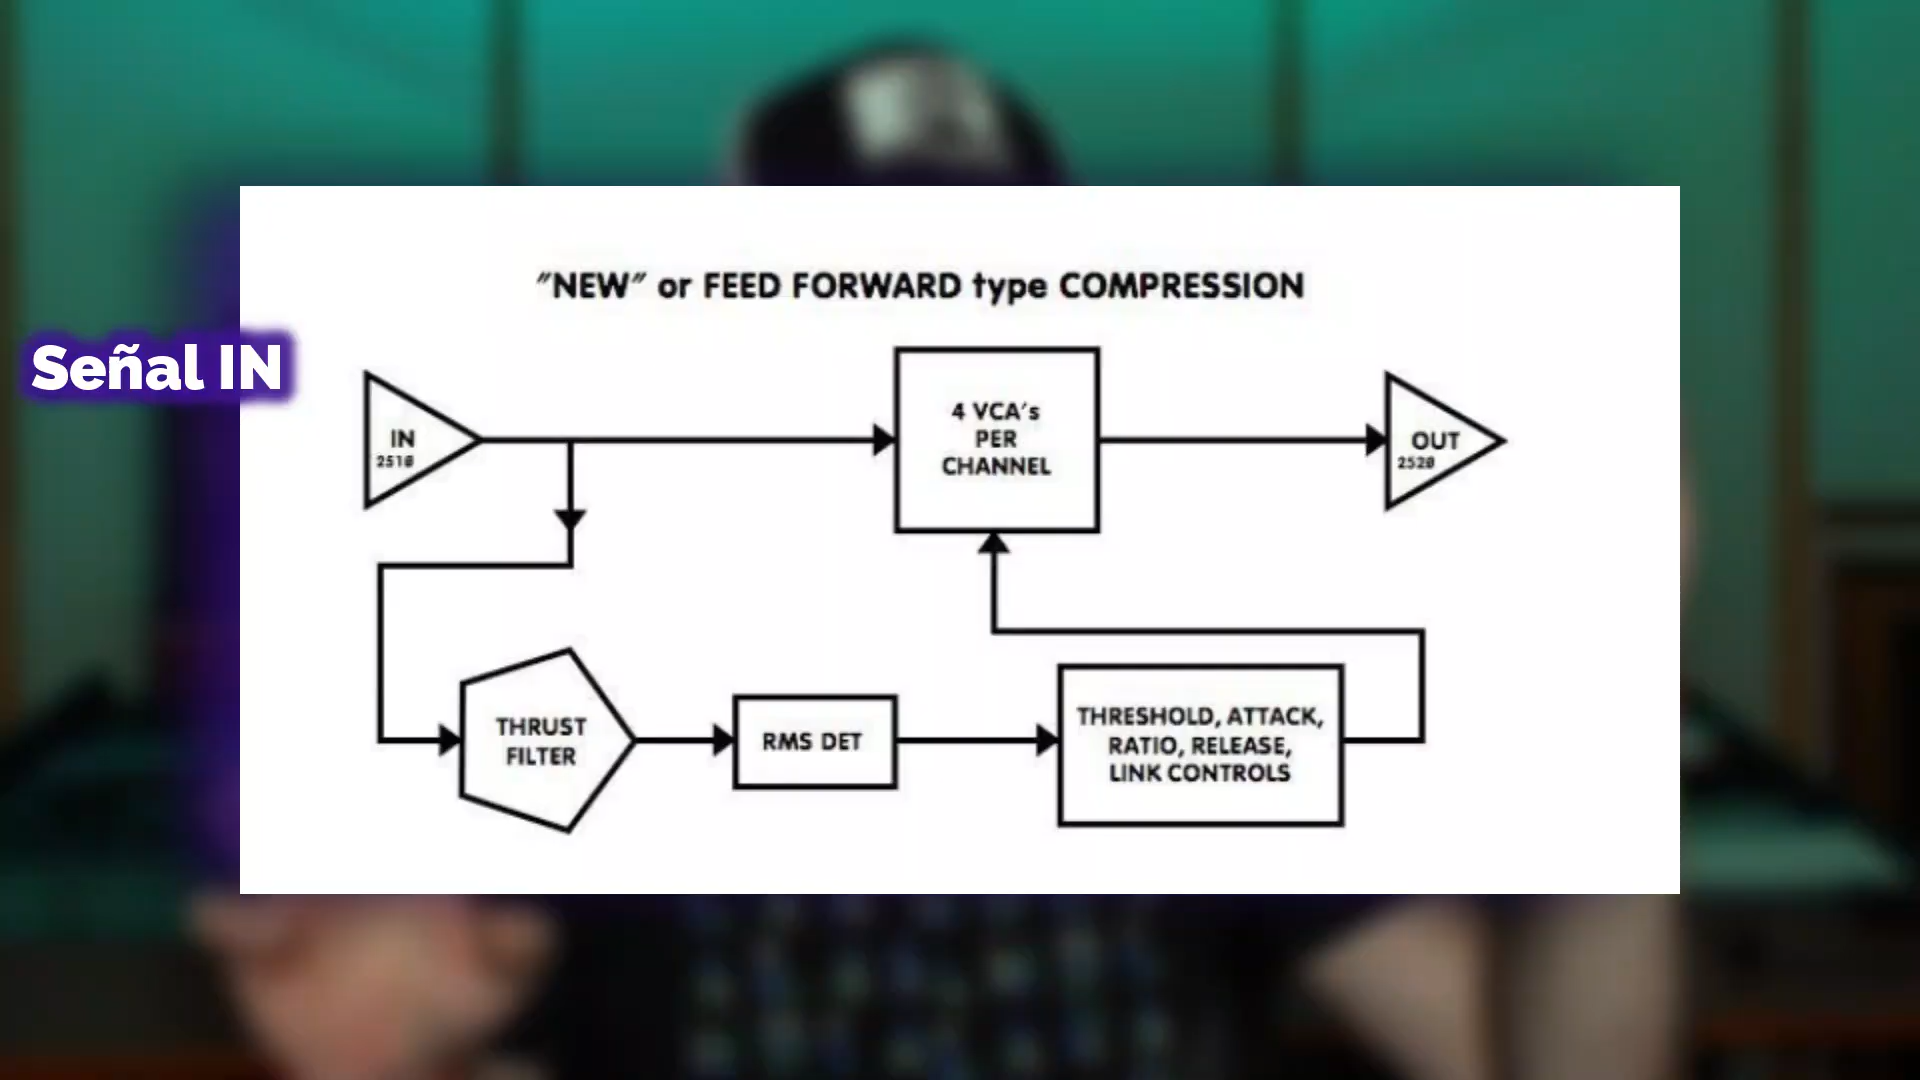 "NEW" or FEED FORWARD type COMPRESSION
Señal IN
IN
2510
4 VCA's
PER
CHANNEL
OUT
2520
THRUST
FILTER
RMS DET
THRESHOLD, ATTACK,
RATIO, RELEASE,
LINK CONTROLS